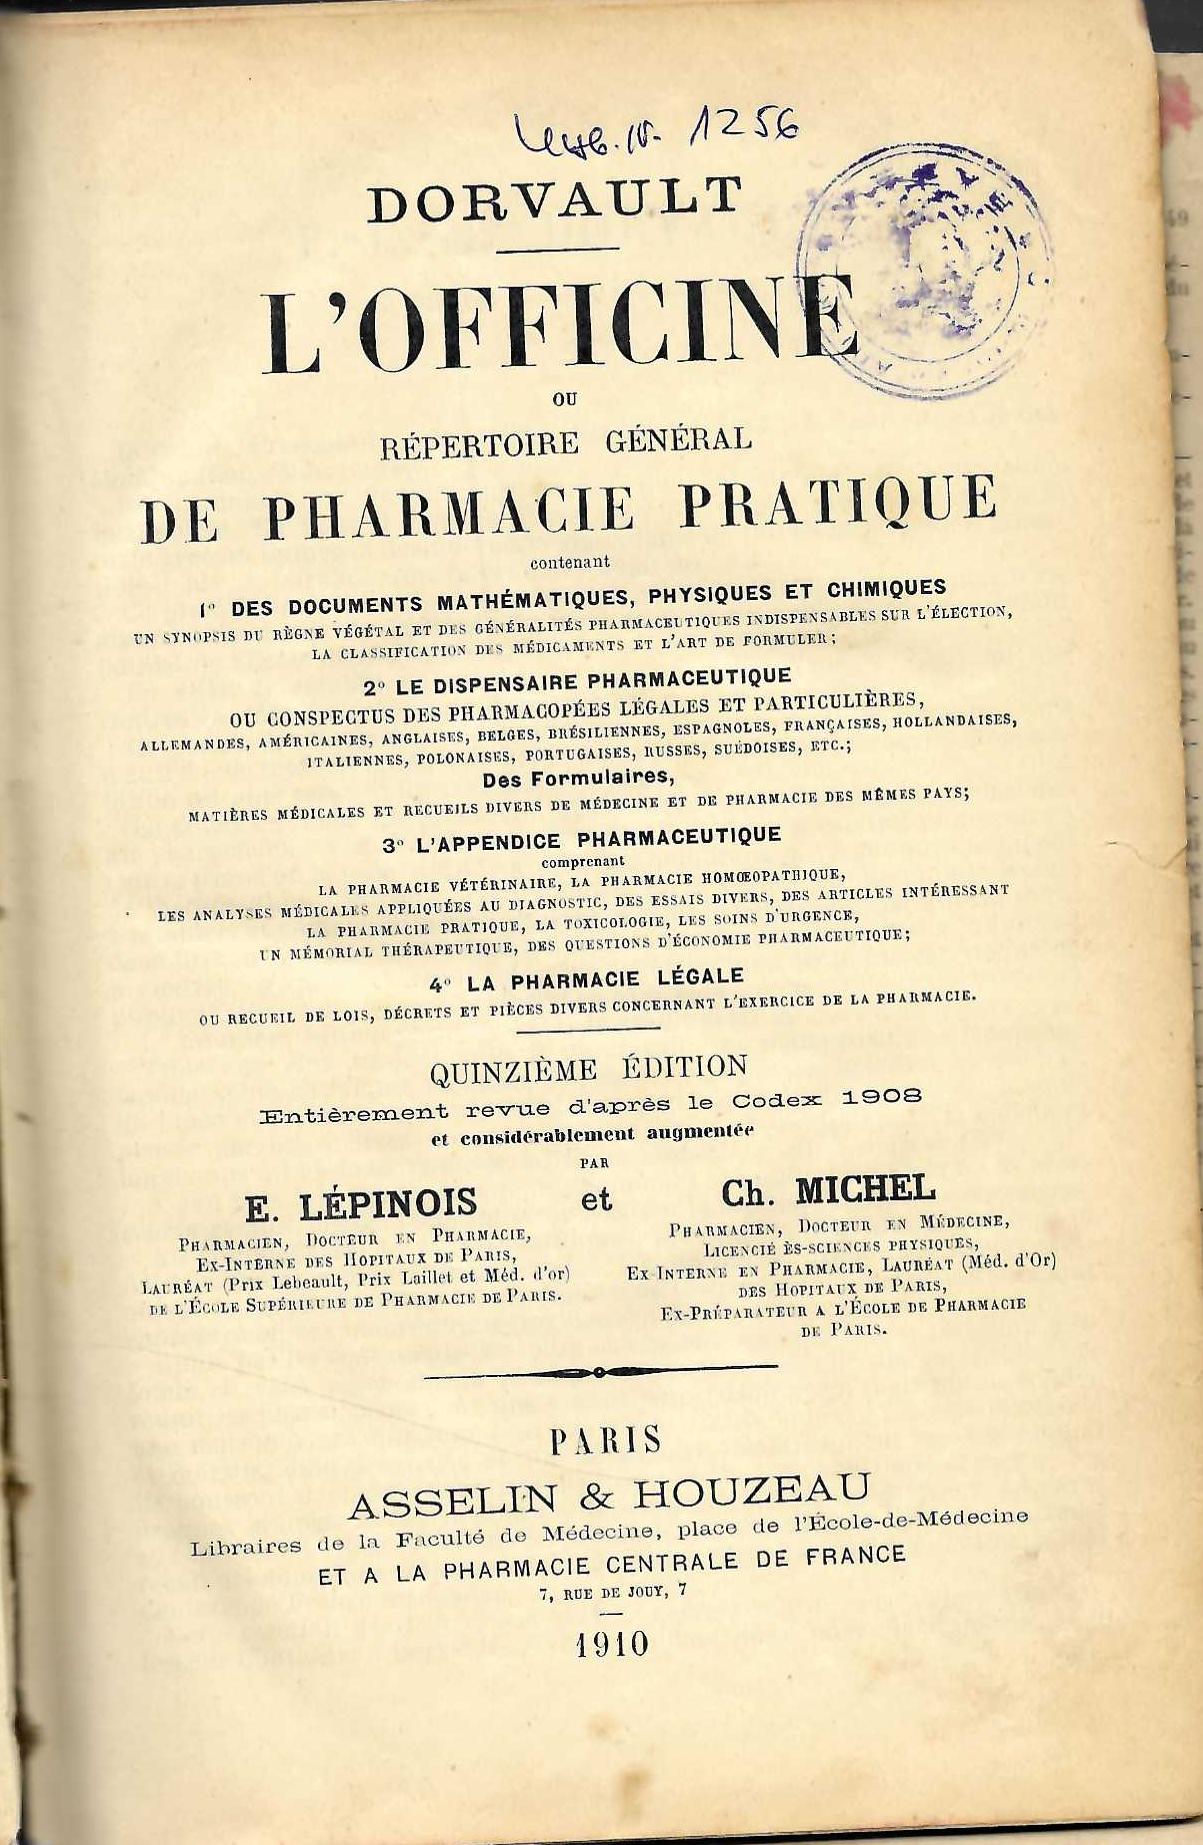 1256
DORVAULT
L'OFFICINE
OU
RÉPERTOIRE GÉNÉRAL
DE PHARMACIE PRATIQUE
contenant
1° DES DOCUMENTS MATHÉMATIQUES, PHYSIQUES ET CHIMIQUES
UN SYNOPSIS DU RÈGNE VÉGÉTAL ET DES GÉNÉRALITÉS PHARMACEUTIQUES INDISPENSABLES SUR L'ÉLECTION,
LA CLASSIFICATION DES MÉDICAMENTS ET L'ART DE FORMULER;
2° LE DISPENSAIRE PHARMACEUTIQUE
OU CONSPECTUS DES PHARMACOPÉES LÉGALES ET PARTICULIÈRES,
ALLEMANDES, AMÉRICAINES, ANGLAISES, BELGES, BRÉSILIENNES, ESPAGNOLES, FRANÇAISES, HOLLANDAISES,
ITALIENNES, POLONAISES, PORTUGAISES, RUSSES, SUÉDOISES, ETC.;
Des Formulaires,
MATIÈRES MÉDICALES ET RECUEILS DIVERS DE MÉDECINE ET DE PHARMACIE DES MÊMES PAYS;
3° L'APPENDICE PHARMACEUTIQUE
comprenant
LA PHARMACIE VÉTÉRINAIRE, LA PHARMACIE HOMŒOPATHIQUE,
LES ANALYSES MÉDICALES APPLIQUÉES AU DIAGNOSTIC, DES ESSAIS DIVERS, DES ARTICLES INTÉRESSANT
LA PHARMACIE PRATIQUE, LA TOXICOLOGIE, LES SOINS D'URGENCE,
UN MÉMORIAL THÉRAPEUTIQUE, DES QUESTIONS D'ÉCONOMIE PHARMACEUTIQUE;
4° LA PHARMACIE LÉGALE
OU RECUEIL DE LOIS, DÉCRETS ET PIÈCES DIVERS CONCERNANT L'EXERCICE DE LA PHARMACIE.
QUINZIÈME ÉDITION
Entièrement revue d'après le Codex 1908
et considérablement augmentée
PAR
E. LÉPINOIS et Ch. MICHEL
PHARMACIEN, DOCTEUR EN PHARMACIE,
EX-INTERNE DES HOPITAUX DE PARIS,
LAURÉAT (Prix Lebeault, Prix Laillet et Méd. d'or)
DE L'ÉCOLE SUPÉRIEURE DE PHARMACIE DE PARIS.
PHARMACIEN, DOCTEUR EN MÉDECINE,
LICENCIÉ ÈS-SCIENCES PHYSIQUES,
EX-INTERNE EN PHARMACIE, LAURÉAT (Méd. d'Or)
DES HOPITAUX DE PARIS,
EX-PRÉPARATEUR A L'ÉCOLE DE PHARMACIE
DE PARIS.
PARIS
ASSELIN & HOUZEAU
Libraires de la Faculté de Médecine, place de l'École-de-Médecine
ET A LA PHARMACIE CENTRALE DE FRANCE
7, RUE DE JOUY, 7
1910